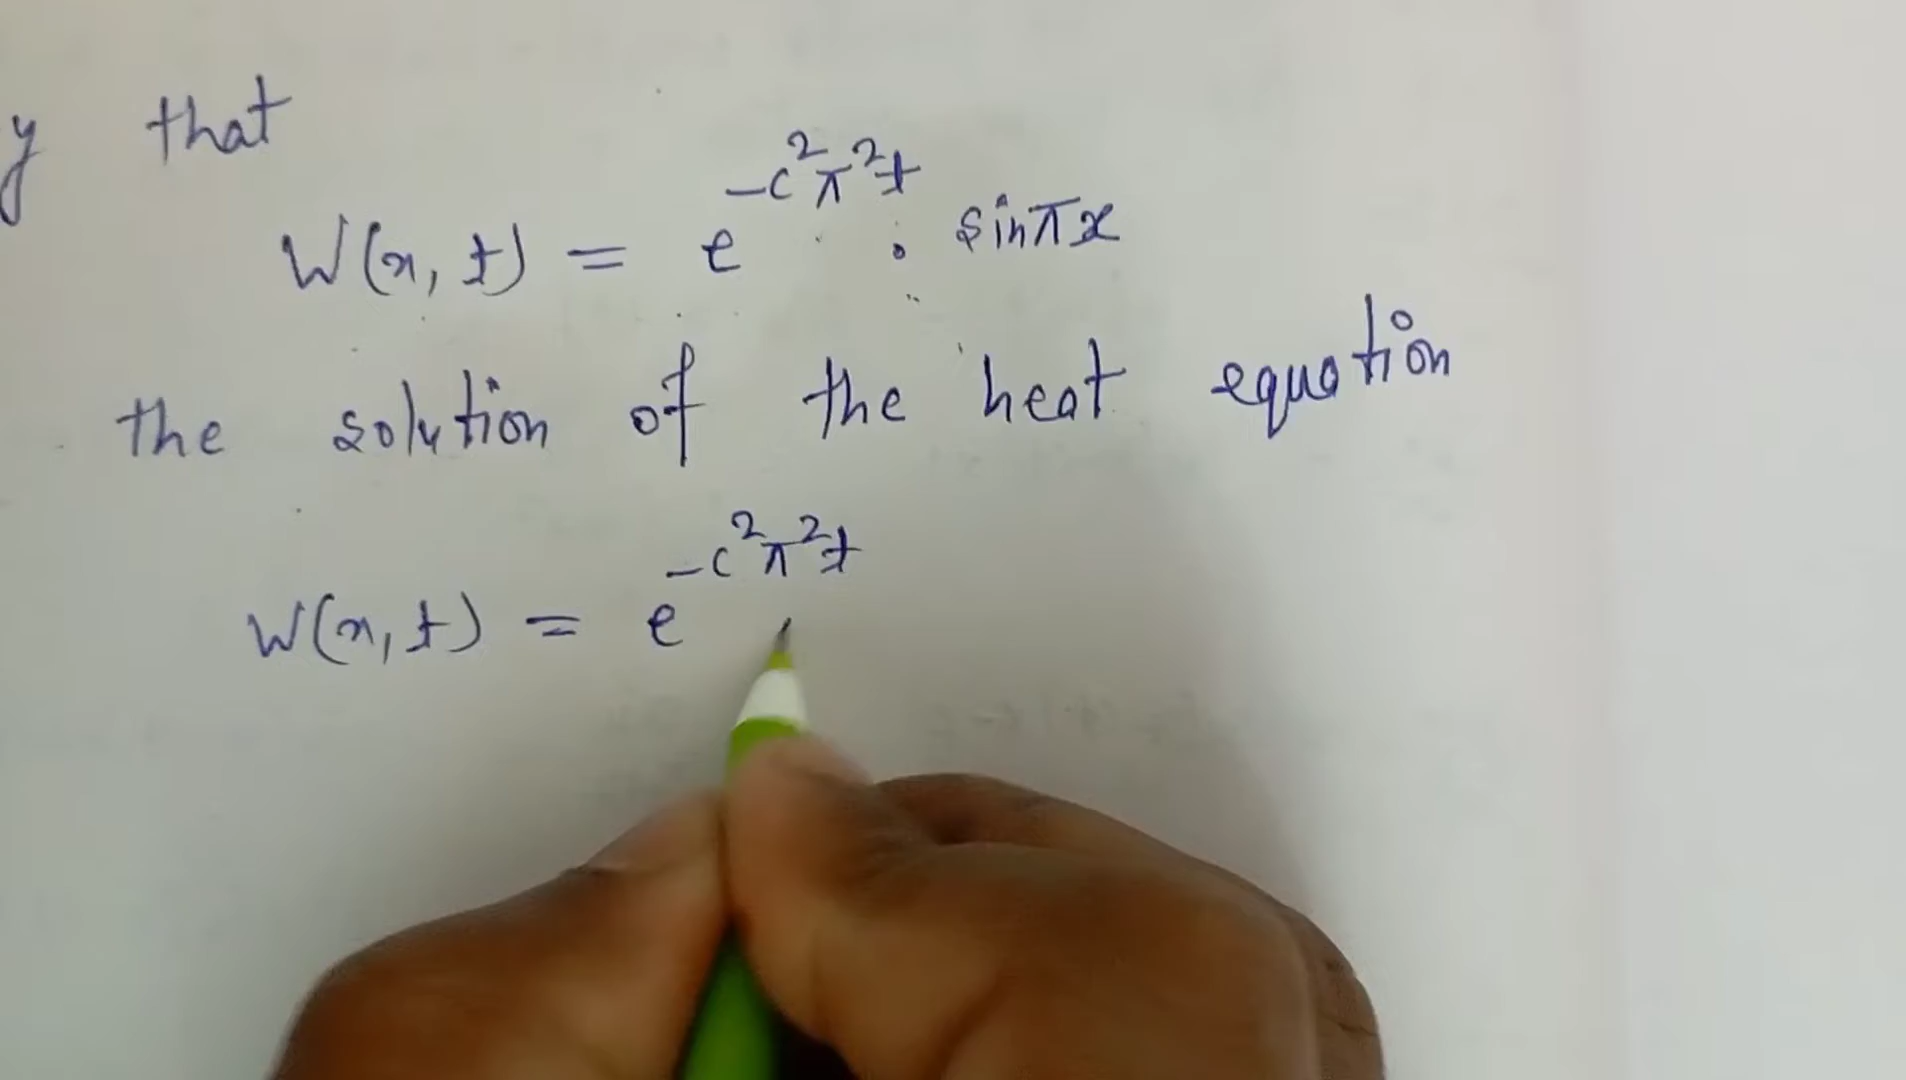 y that
W(x, t) = e^{-c²π²t} . sinπx
the solution of the heat equation
W(x, t) = e^{-c²π²t}